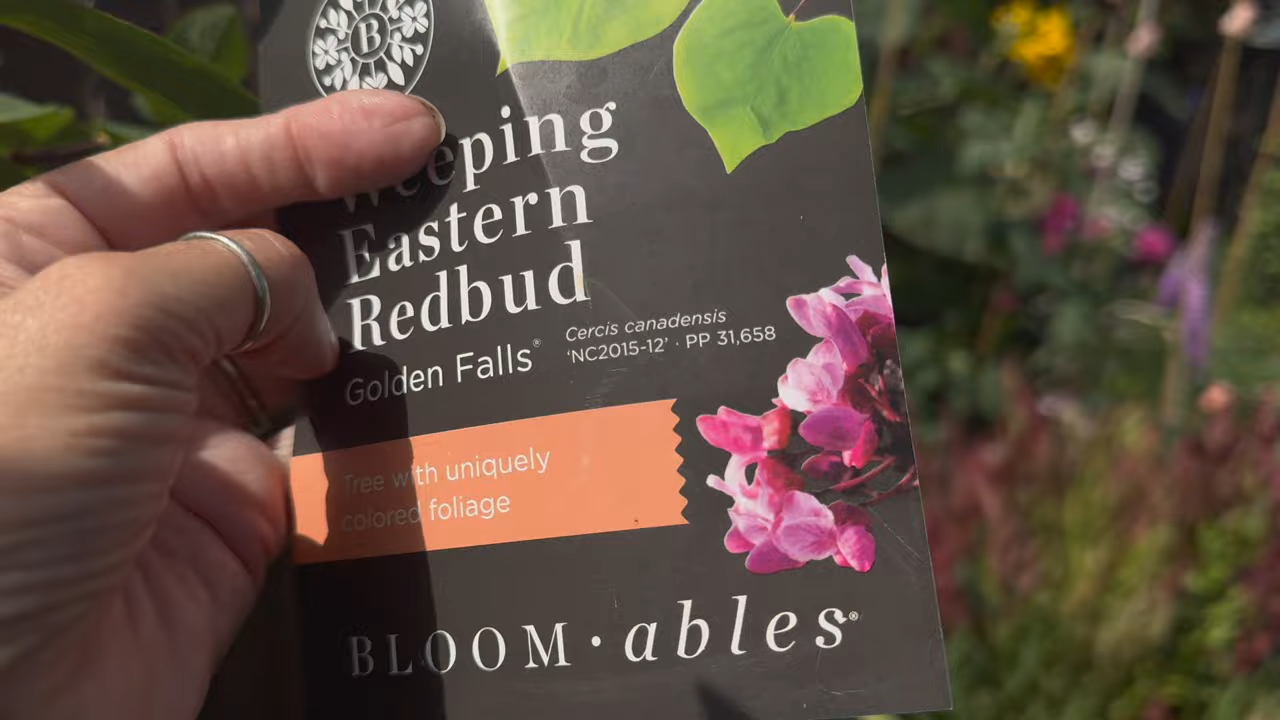 B
Weeping
Eastern
Redbud
Golden Falls®
Cercis canadensis
'NC2015-12' · PP 31,658
Tree with uniquely
colored foliage
BLOOM·ables®